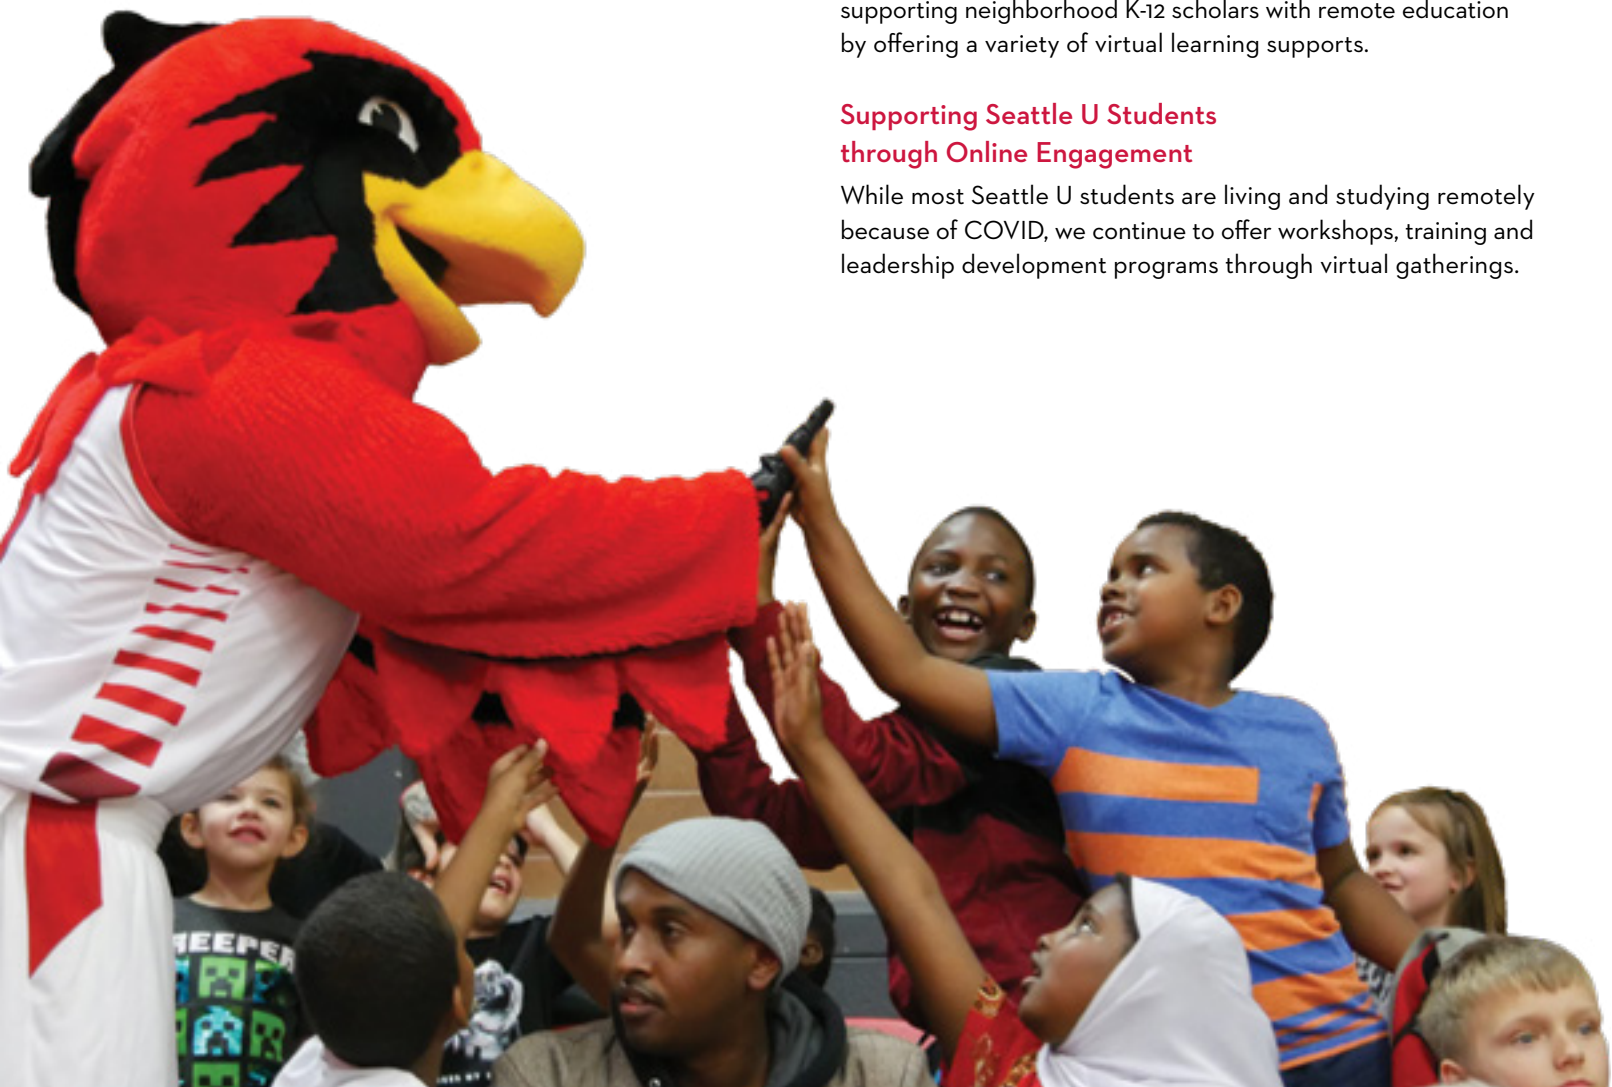 supporting neighborhood K-12 scholars with remote education
by offering a variety of virtual learning supports.
Supporting Seattle U Students
through Online Engagement
While most Seattle U students are living and studying remotely
because of COVID, we continue to offer workshops, training and
leadership development programs through virtual gatherings.
REEPER